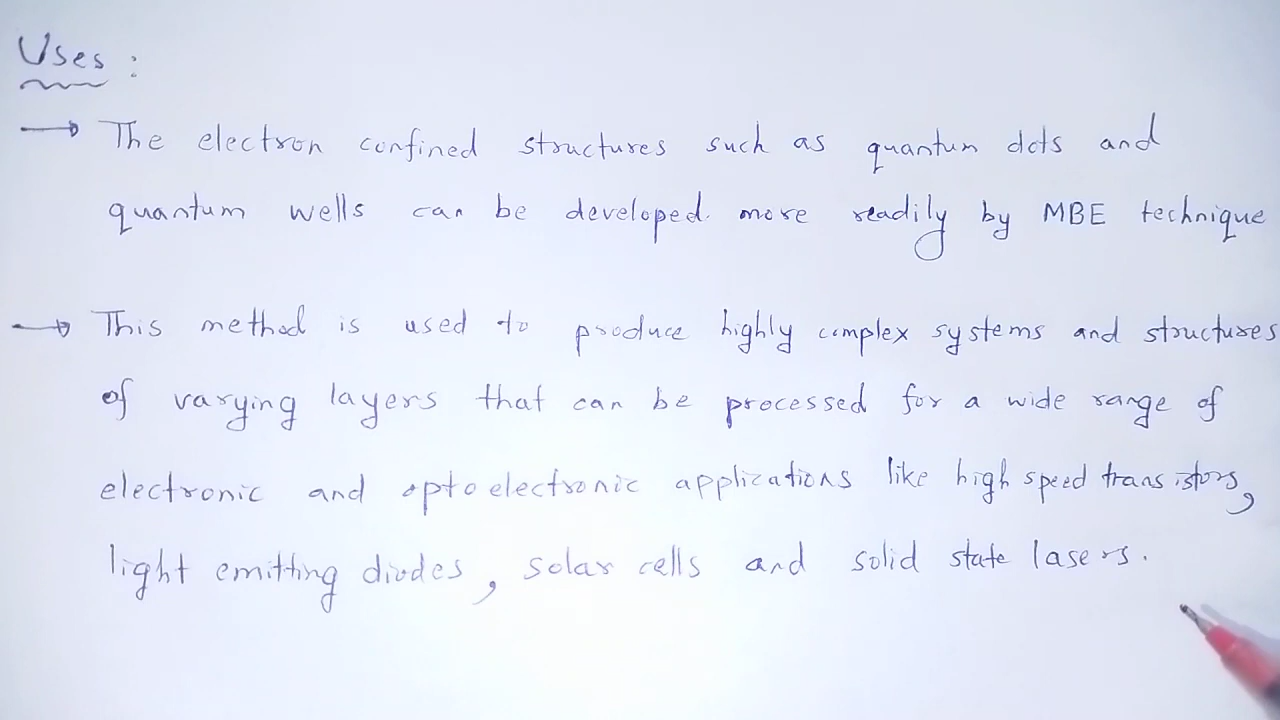 Uses :
→ The electron confined structures such as quantum dots and
quantum wells can be developed more readily by MBE technique
→ This method is used to produce highly complex systems and structures
of varying layers that can be processed for a wide range of
electronic and optoelectronic applications like high speed transistors,
light emitting diodes, solar cells and solid state lasers.